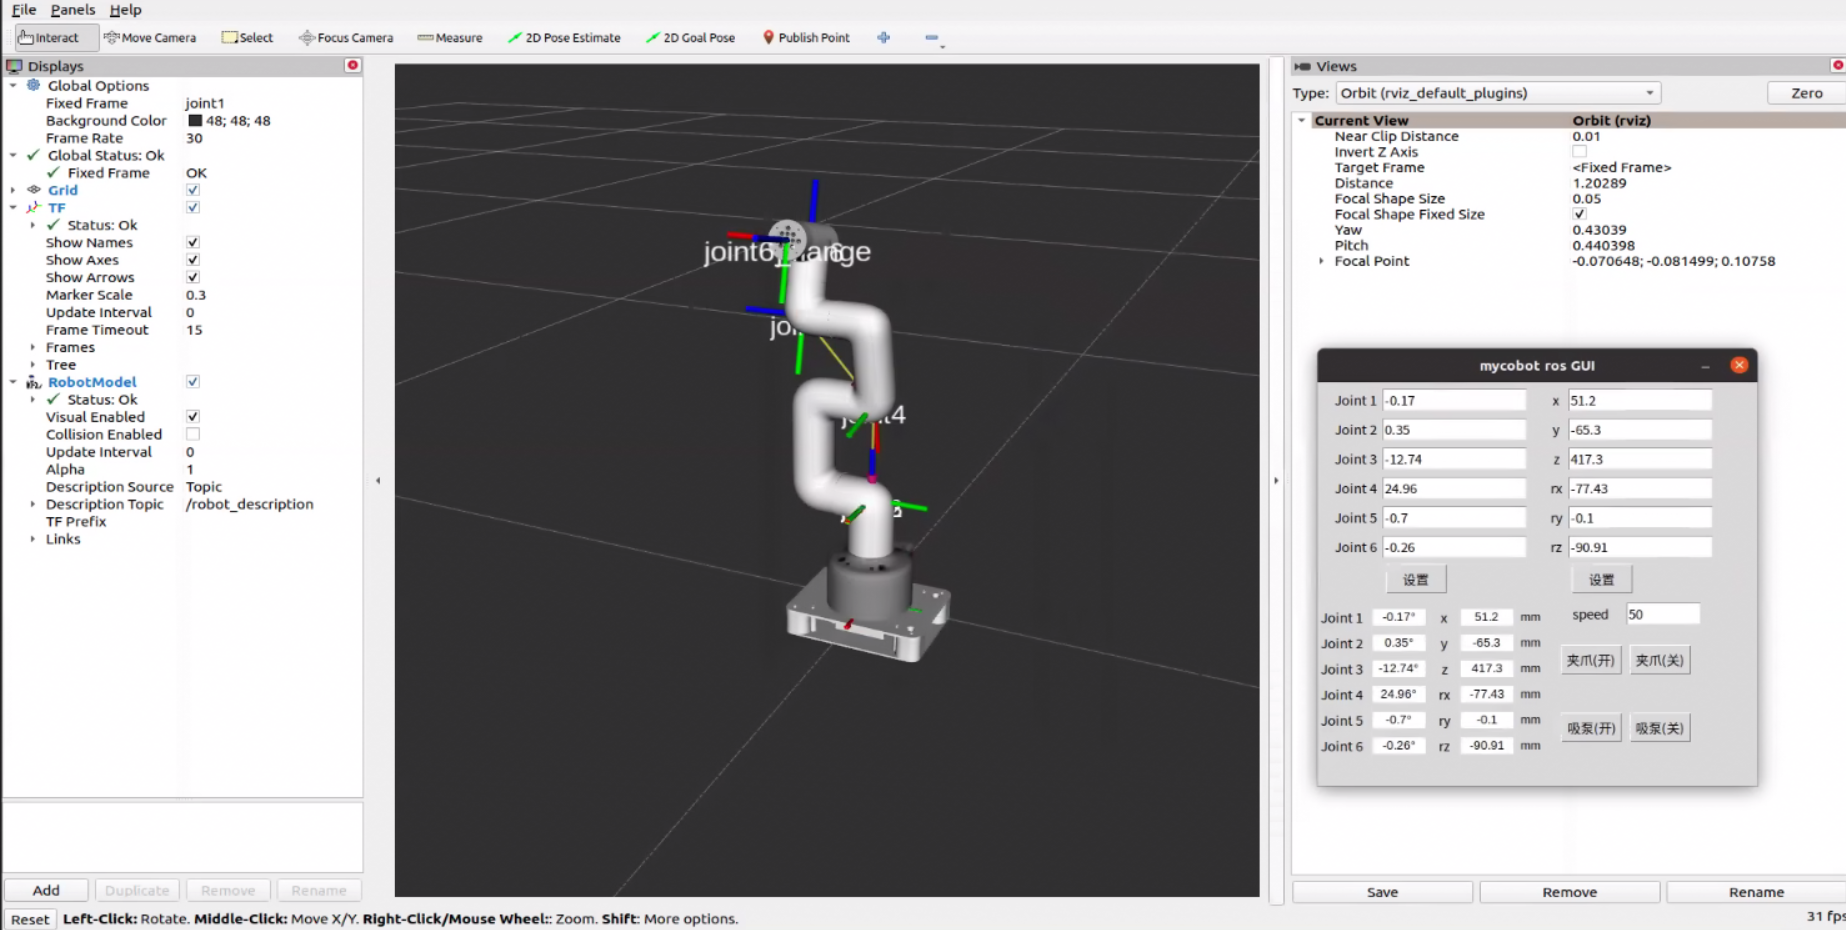 File Panels Help
Interact Move Camera Select Focus Camera Measure 2D Pose Estimate 2D Goal Pose Publish Point
Displays
Global Options
Fixed Frame joint1
Background Color 48; 48; 48
Frame Rate 30
Global Status: Ok
Fixed Frame OK
Grid
TF
Status: Ok
Show Names
Show Axes
Show Arrows
Marker Scale 0.3
Update Interval 0
Frame Timeout 15
Frames
Tree
RobotModel
Status: Ok
Visual Enabled
Collision Enabled
Update Interval 0
Alpha 1
Description Source Topic
Description Topic /robot_description
TF Prefix
Links
Add Duplicate Remove Rename
Reset Left-Click: Rotate. Middle-Click: Move X/Y. Right-Click/Mouse Wheel:: Zoom. Shift: More options.
31 fps
Views
Type: Orbit (rviz_default_plugins) Zero
Current View Orbit (rviz)
Near Clip Distance 0.01
Invert Z Axis
Target Frame <Fixed Frame>
Distance 1.20289
Focal Shape Size 0.05
Focal Shape Fixed Size
Yaw 0.43039
Pitch 0.440398
Focal Point -0.070648; -0.081499; 0.10758
mycobot ros GUI
Joint 1 -0.17 x 51.2
Joint 2 0.35 y -65.3
Joint 3 -12.74 z 417.3
Joint 4 24.96 rx -77.43
Joint 5 -0.7 ry -0.1
Joint 6 -0.26 rz -90.91
设置 设置
speed 50
Joint 1 -0.17° x 51.2 mm
Joint 2 0.35° y -65.3 mm
Joint 3 -12.74° z 417.3 mm
Joint 4 24.96° rx -77.43 mm
Joint 5 -0.7° ry -0.1 mm
Joint 6 -0.26° rz -90.91 mm
夹爪(开) 夹爪(关)
吸泵(开) 吸泵(关)
Save Remove Rename